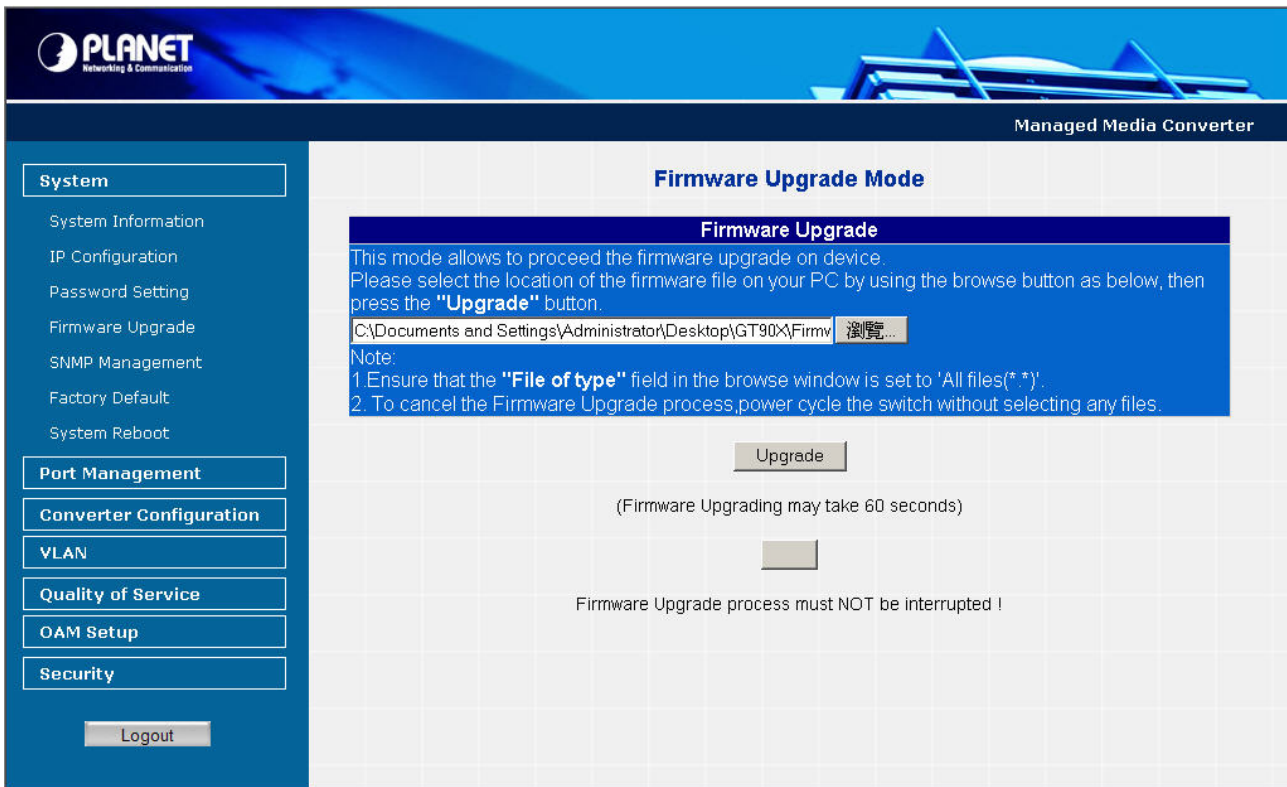 PLANET
Networking & Communication
Managed Media Converter
System
System Information
IP Configuration
Password Setting
Firmware Upgrade
SNMP Management
Factory Default
System Reboot
Port Management
Converter Configuration
VLAN
Quality of Service
OAM Setup
Security
Logout
Firmware Upgrade Mode
Firmware Upgrade
This mode allows to proceed the firmware upgrade on device.
Please select the location of the firmware file on your PC by using the browse button as below, then
press the "Upgrade" button.
C:\Documents and Settings\Administrator\Desktop\GT90X\Firmw 瀏覽...
Note:
1.Ensure that the "File of type" field in the browse window is set to 'All files(*.*)'.
2. To cancel the Firmware Upgrade process,power cycle the switch without selecting any files.
Upgrade
(Firmware Upgrading may take 60 seconds)
Firmware Upgrade process must NOT be interrupted !